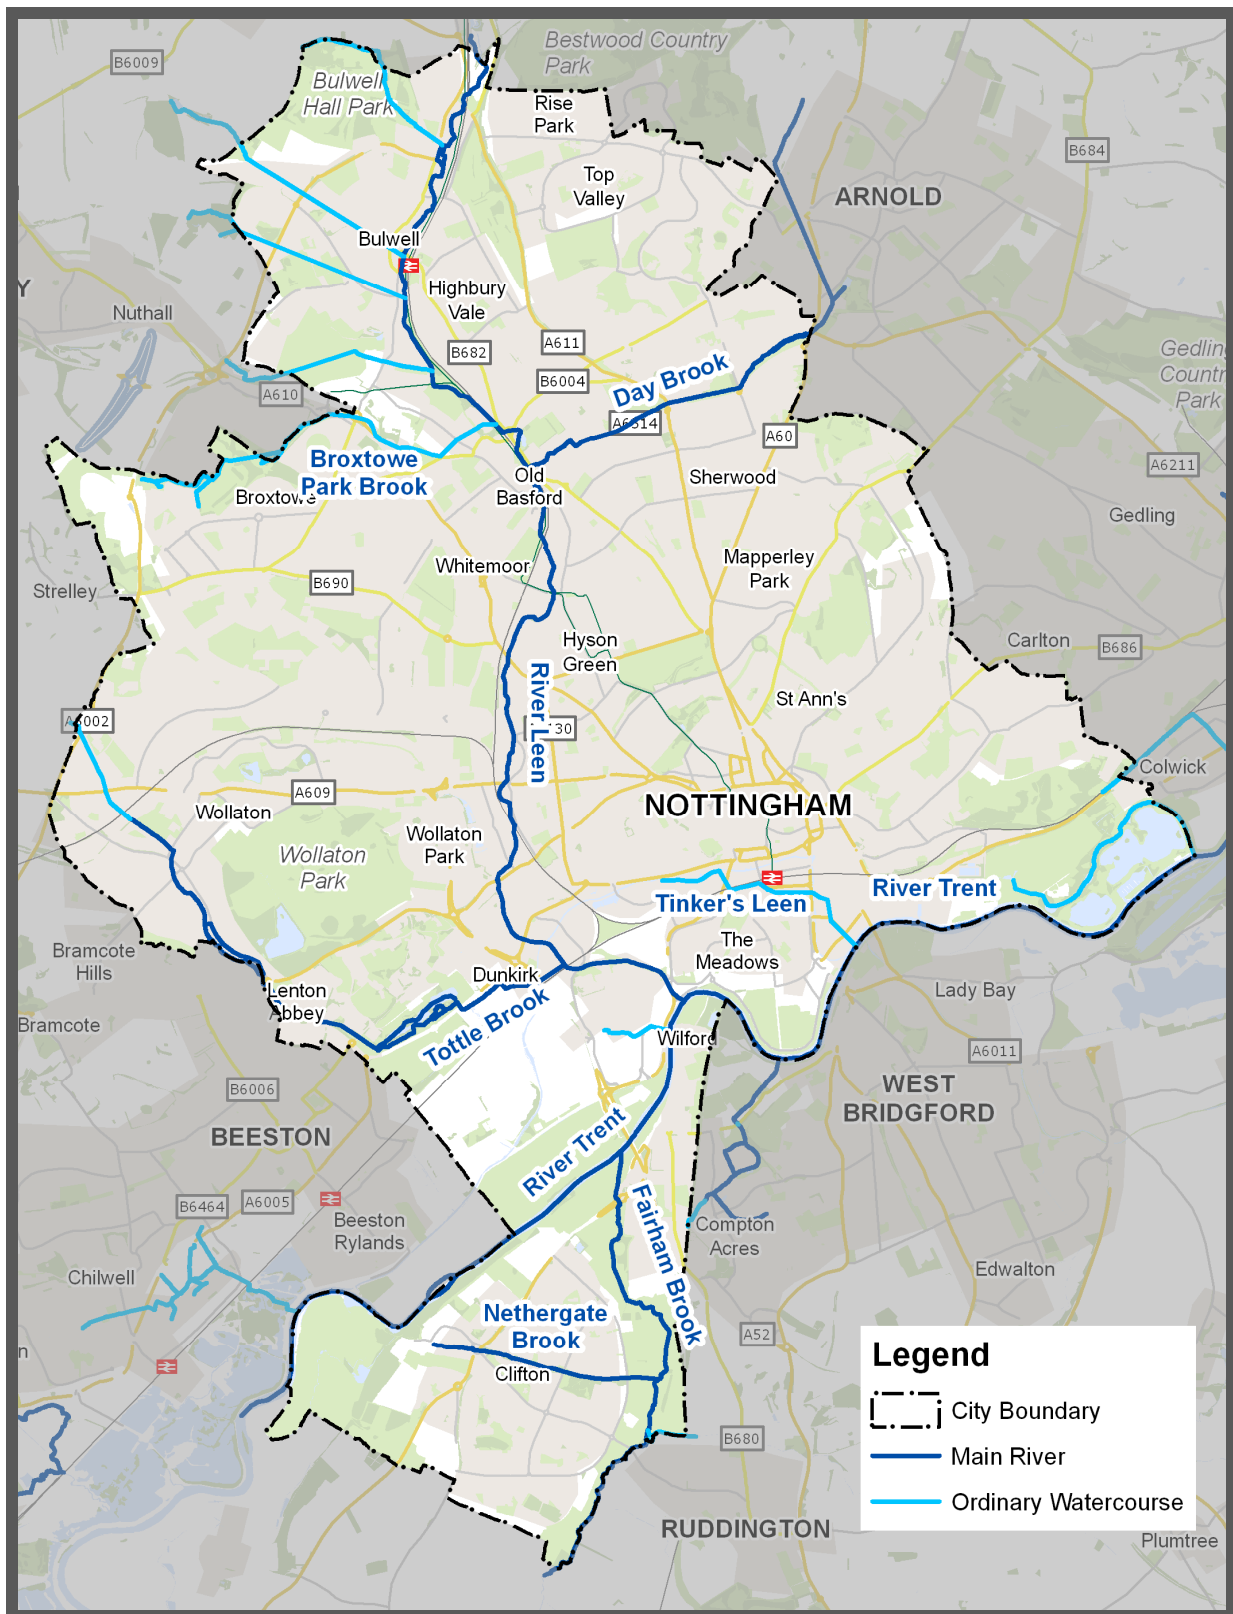 Bestwood Country
Park
B6009
Bulwell
Hall Park
Rise
Park
B684
Top
Valley
ARNOLD
Bulwell
Highbury
Vale
Y
Nuthall
A611
B682
Gedling
Country
Park
B6004
Day Brook
A610
A6514
A60
Broxtowe
Park Brook
Broxtowe
Old
Basford
Sherwood
A6211
Gedling
Whitemoor
Mapperley
Park
B690
Strelley
Hyson
Green
Carlton
B686
River Leen
St Ann's
A6002
30
Colwick
A609
NOTTINGHAM
Wollaton
Wollaton
Park
Wollaton
Park
River Trent
Tinker's Leen
The
Meadows
Bramcote
Hills
Dunkirk
Lenton
Abbey
Lady Bay
Bramcote
Tottle Brook
Wilford
A6011
B6006
WEST
BRIDGFORD
BEESTON
River Trent
B6464
A6005
Fairham Brook
Beeston
Rylands
Compton
Acres
Chilwell
Edwalton
Nethergate
Brook
A52
n
Clifton
Legend
City Boundary
Main River
Ordinary Watercourse
B680
RUDDINGTON
Plumtree